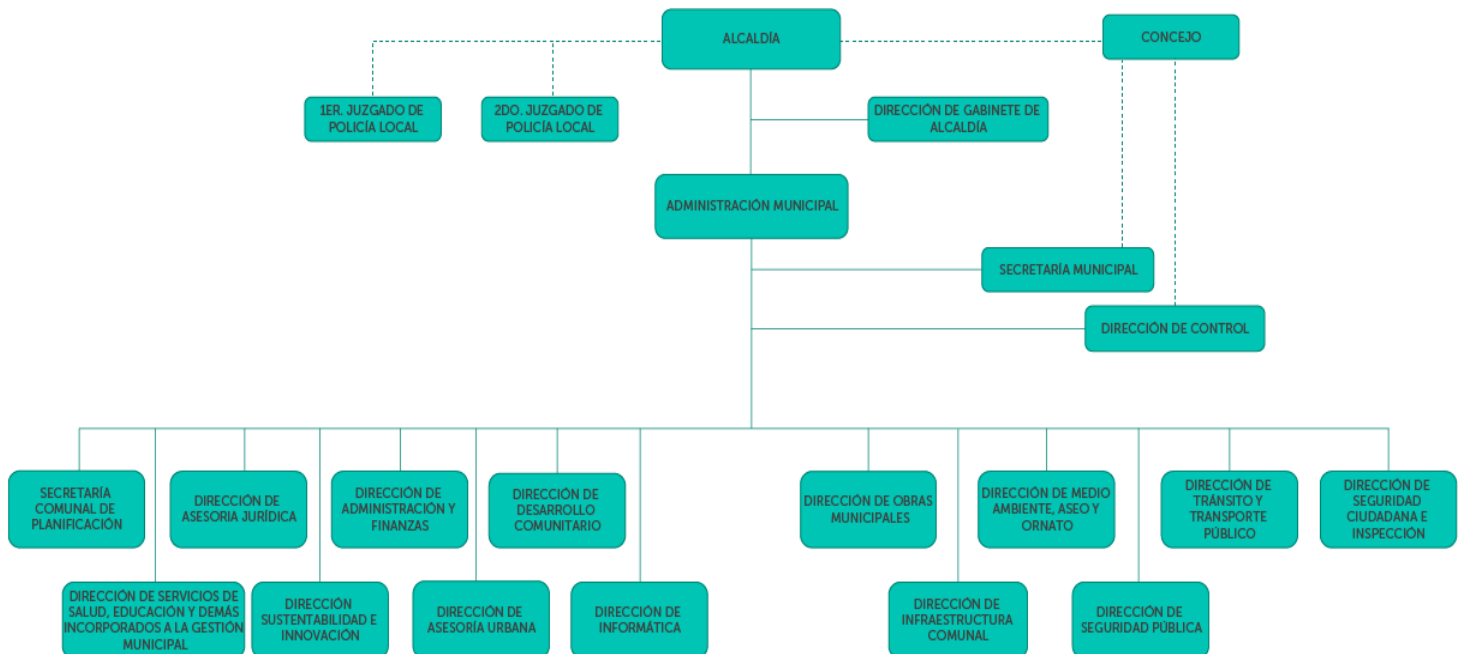 ALCALDÍA
CONCEJO
1ER. JUZGADO DE
POLICÍA LOCAL
2DO. JUZGADO DE
POLICÍA LOCAL
DIRECCIÓN DE GABINETE DE
ALCALDÍA
ADMINISTRACIÓN MUNICIPAL
SECRETARÍA MUNICIPAL
DIRECCIÓN DE CONTROL
SECRETARÍA
COMUNAL DE
PLANIFICACIÓN
DIRECCIÓN DE
ASESORIA JURÍDICA
DIRECCIÓN DE
ADMINISTRACIÓN Y
FINANZAS
DIRECCIÓN DE
DESARROLLO
COMUNITARIO
DIRECCIÓN DE OBRAS
MUNICIPALES
DIRECCIÓN DE MEDIO
AMBIENTE, ASEO Y
ORNATO
DIRECCIÓN DE
TRÁNSITO Y
TRANSPORTE
PÚBLICO
DIRECCIÓN DE
SEGURIDAD
CIUDADANA E
INSPECCIÓN
DIRECCIÓN DE SERVICIOS DE
SALUD, EDUCACIÓN Y DEMÁS
INCORPORADOS A LA GESTIÓN
MUNICIPAL
DIRECCIÓN
SUSTENTABILIDAD E
INNOVACIÓN
DIRECCIÓN DE
ASESORÍA URBANA
DIRECCIÓN DE
INFORMÁTICA
DIRECCIÓN DE
INFRAESTRUCTURA
COMUNAL
DIRECCIÓN DE
SEGURIDAD PÚBLICA